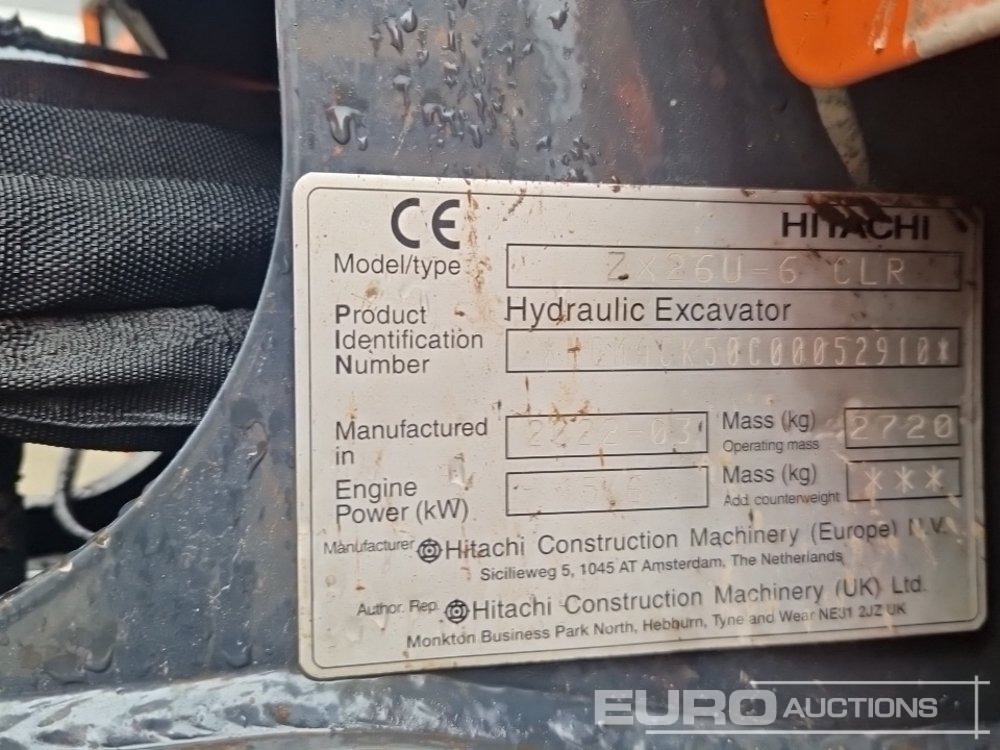 CE HITACHI
Model/type ZX26U-6 CLR
Product Hydraulic Excavator
Identification
Number
Manufactured in Mass (kg) 2720
Operating mass
Engine Mass (kg) ***
Power (kW) Add. counterweight
Manufacturer Hitachi Construction Machinery (Europe) N.V.
Sicilieweg 5, 1045 AT Amsterdam, The Netherlands
Author. Rep. Hitachi Construction Machinery (UK) Ltd.
Monkton Business Park North, Hebburn, Tyne and Wear NE31 2JZ UK
EURO AUCTIONS